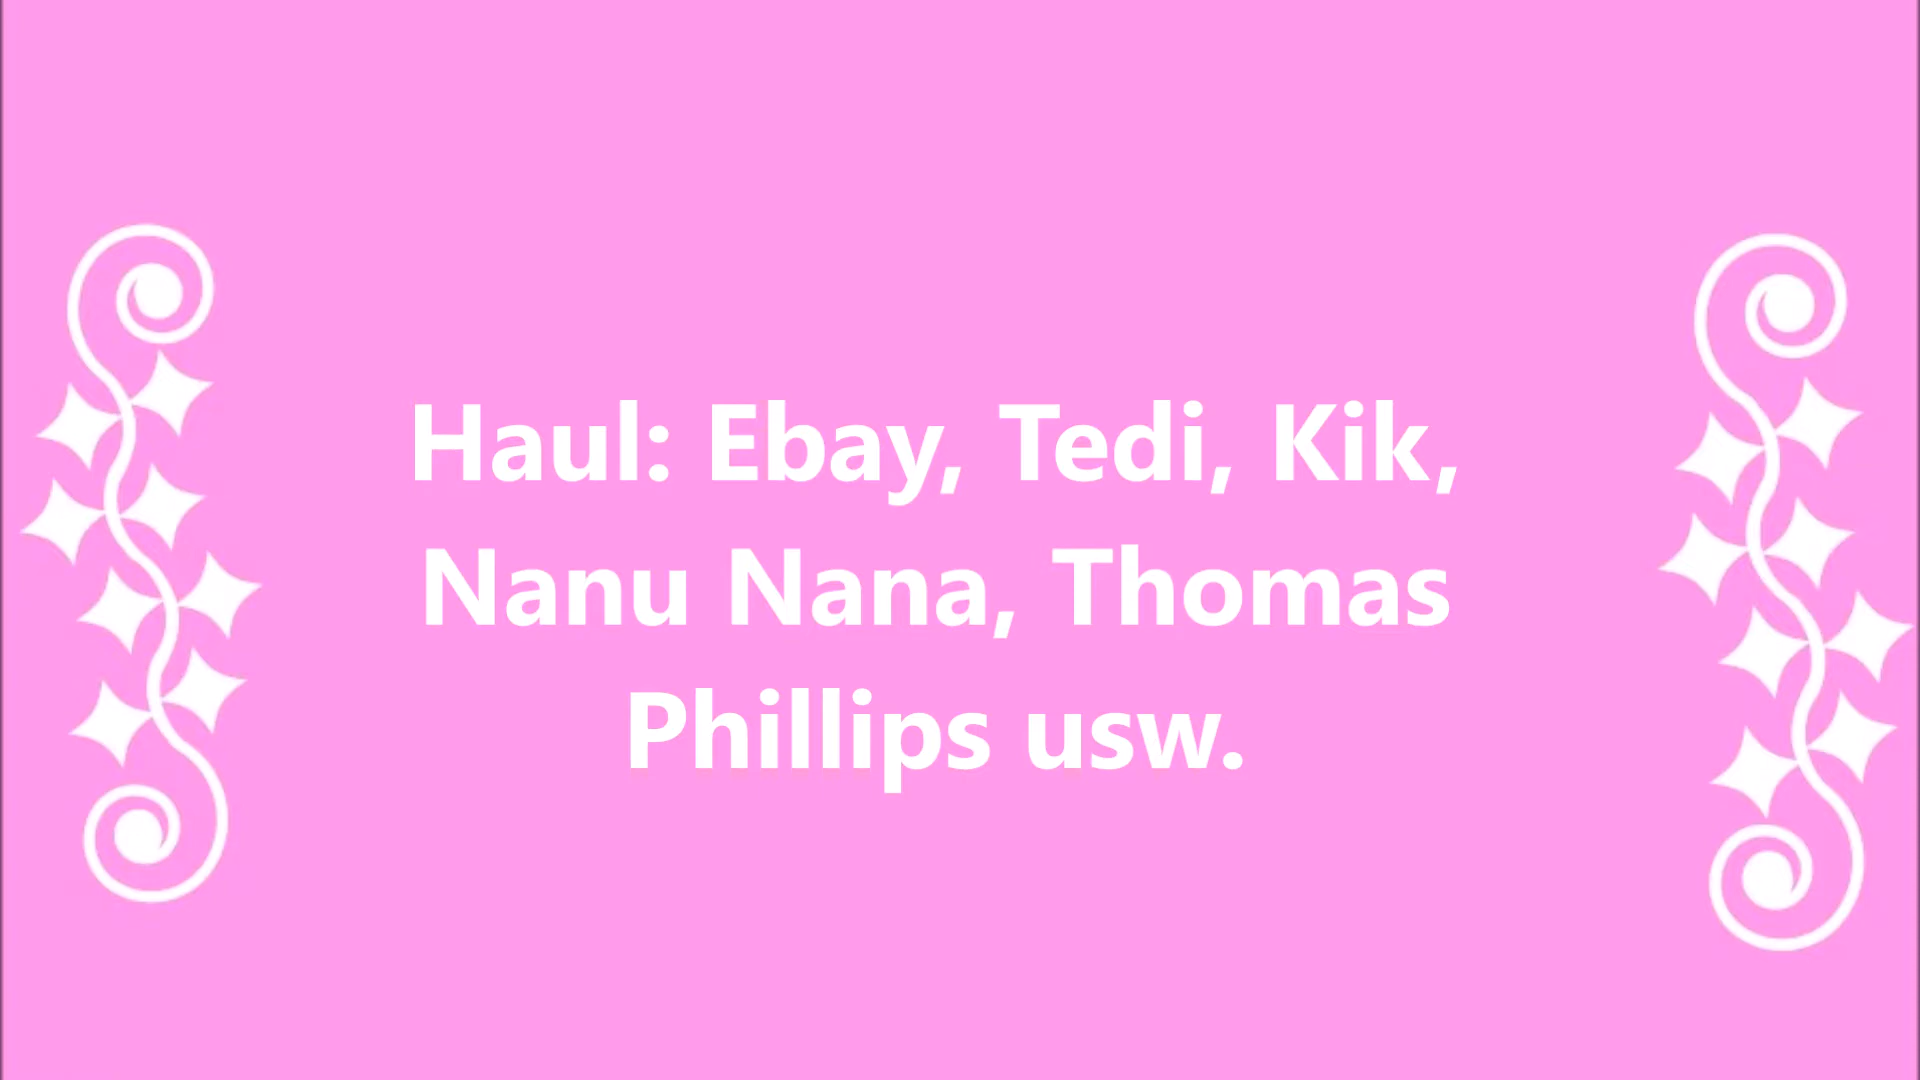 Haul: Ebay, Tedi, Kik,
Nanu Nana, Thomas
Phillips usw.